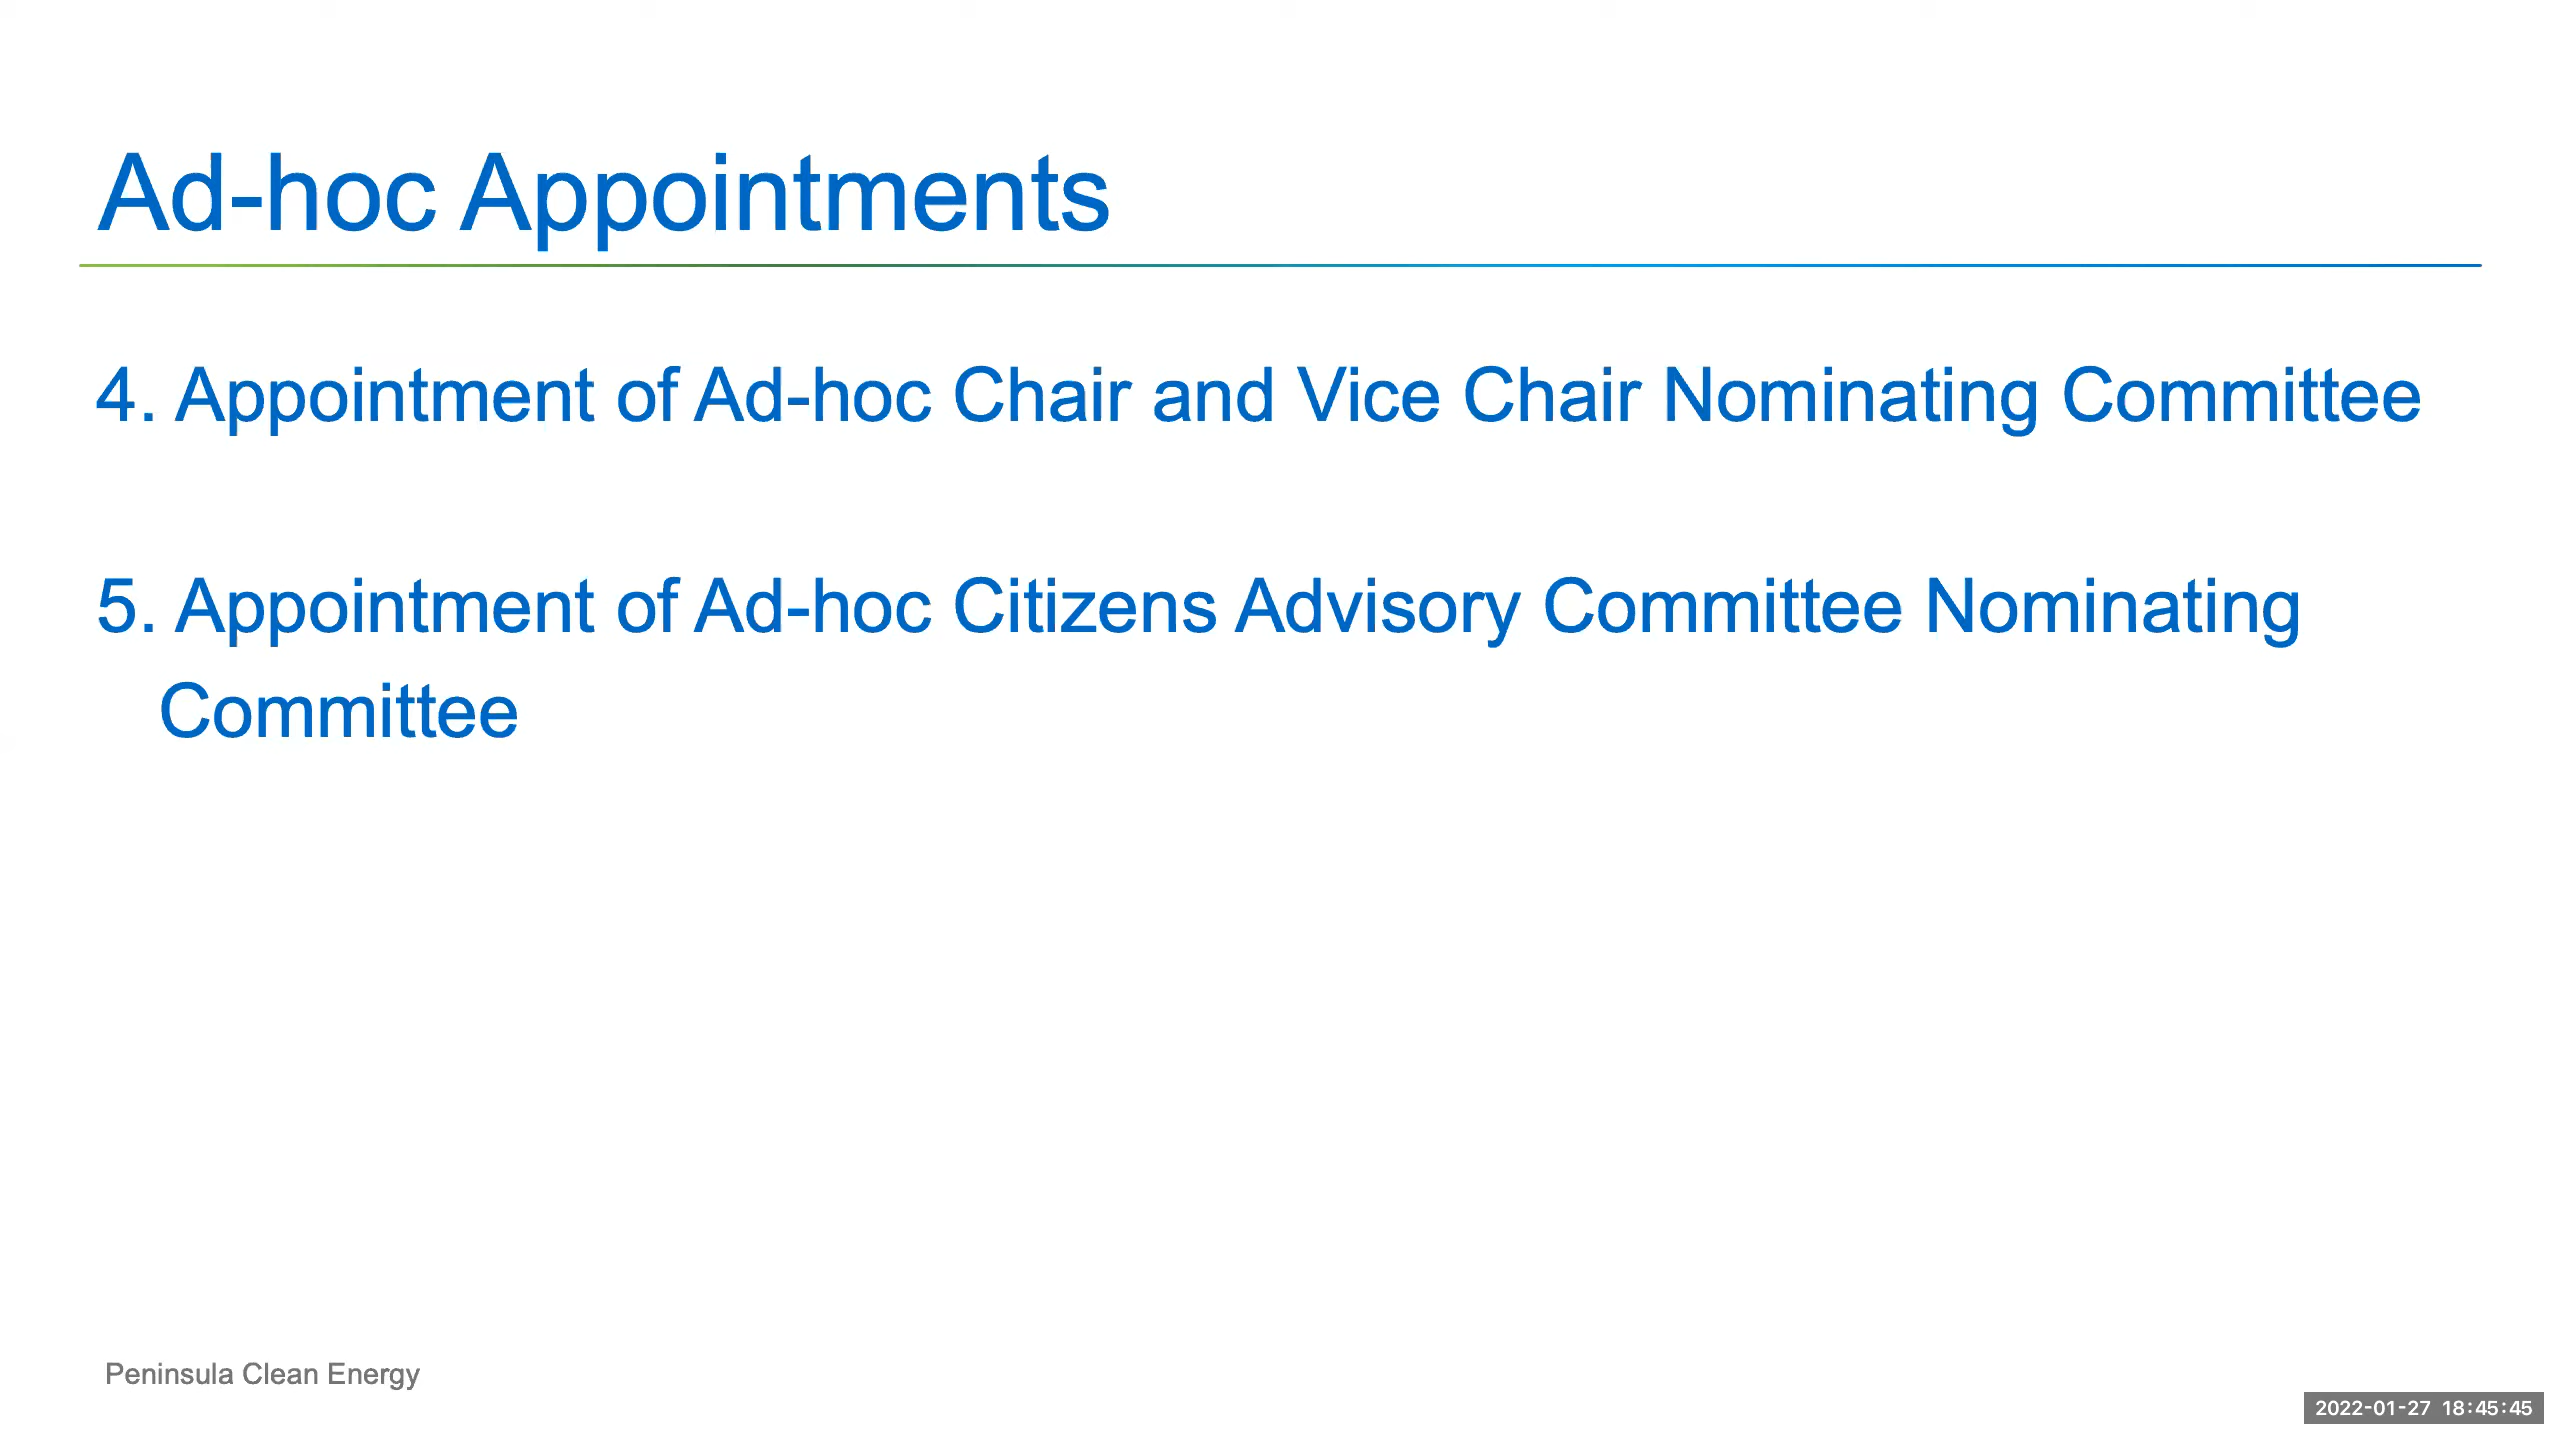 Ad-hoc Appointments
4. Appointment of Ad-hoc Chair and Vice Chair Nominating Committee
5. Appointment of Ad-hoc Citizens Advisory Committee Nominating
Committee
Peninsula Clean Energy
2022-01-27 18:45:45